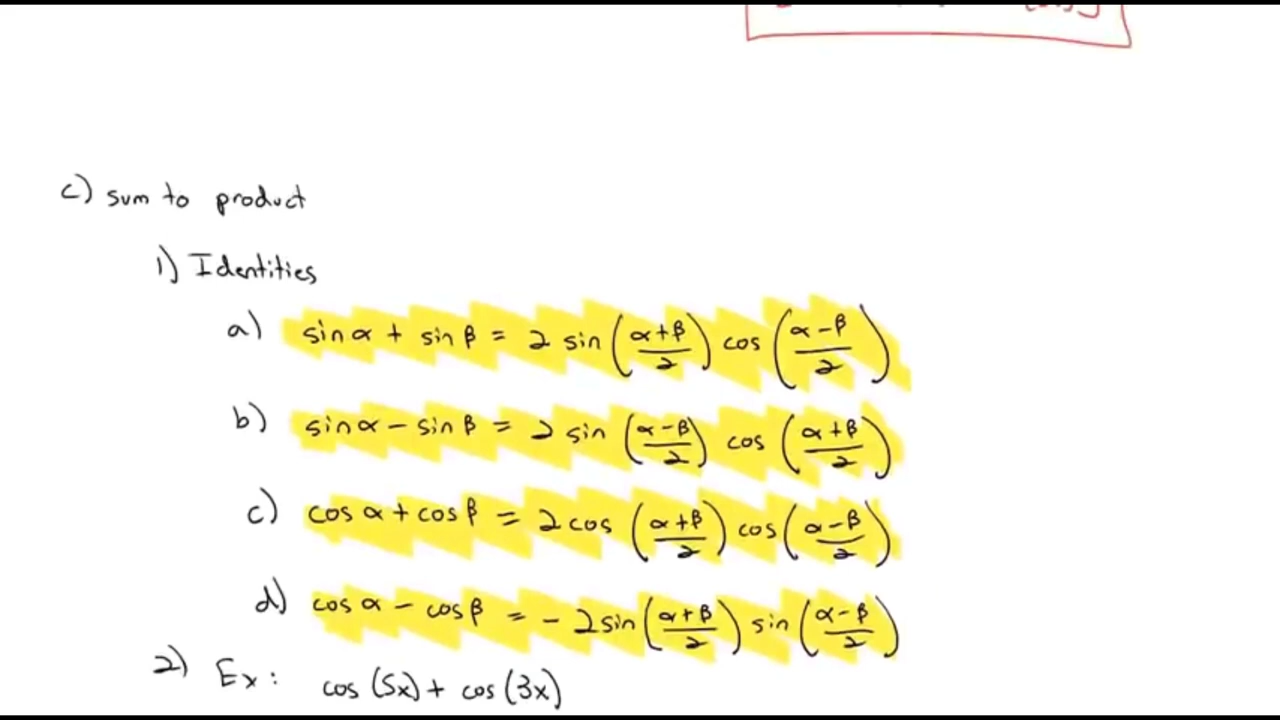 c) sum to product
1) Identities
a) sin α + sin β = 2 sin ((α+β)/2) cos ((α-β)/2)
b) sin α - sin β = 2 sin ((α-β)/2) cos ((α+β)/2)
c) cos α + cos β = 2 cos ((α+β)/2) cos ((α-β)/2)
d) cos α - cos β = - 2 sin ((α+β)/2) sin ((α-β)/2)
2) Ex: cos (5x) + cos (3x)